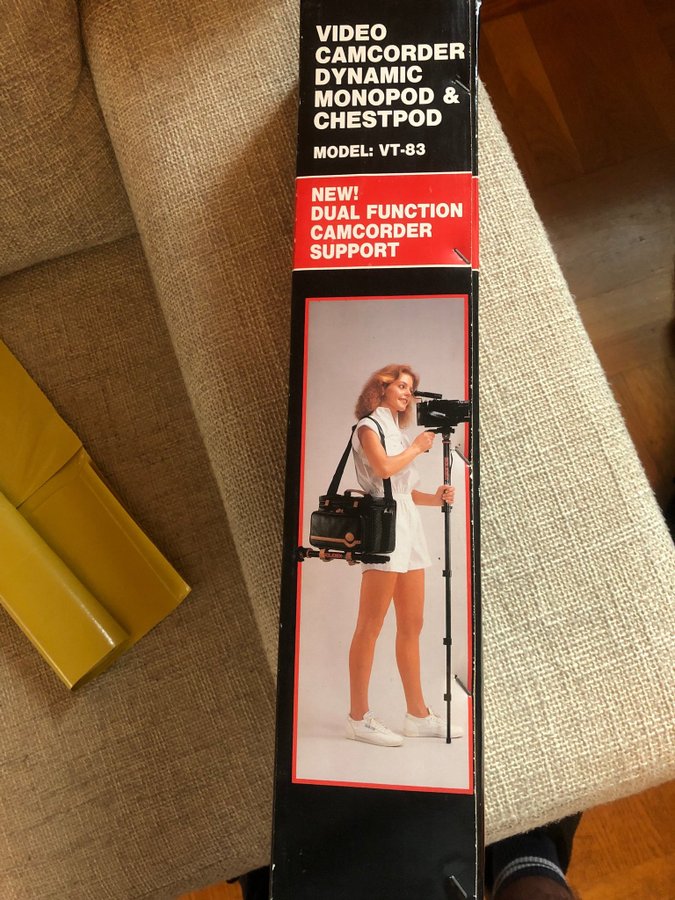 VIDEO
CAMCORDER
DYNAMIC
MONOPOD &
CHESTPOD
MODEL: VT-83
NEW!
DUAL FUNCTION
CAMCORDER
SUPPORT